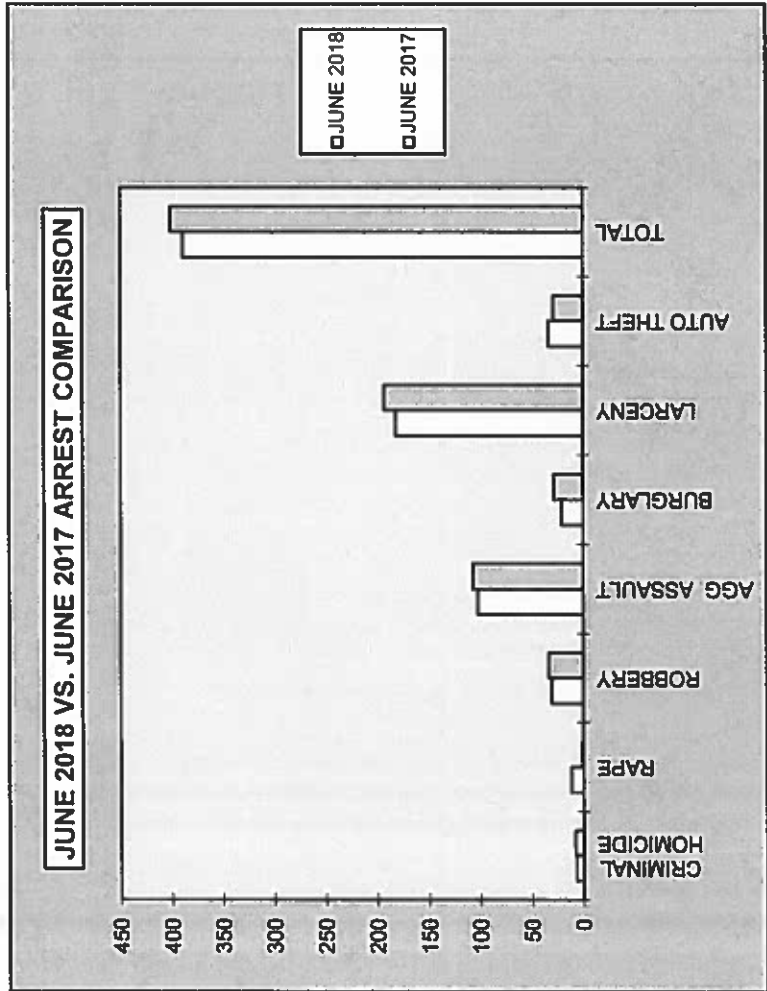 JUNE 2018 VS. JUNE 2017 ARREST COMPARISON
450
400
350
300
250
200
150
100
50
0
CRIMINAL
HOMICIDE
RAPE
ROBBERY
AGG. ASSAULT
BURGLARY
LARCENY
AUTO THEFT
TOTAL
JUNE 2018
JUNE 2017